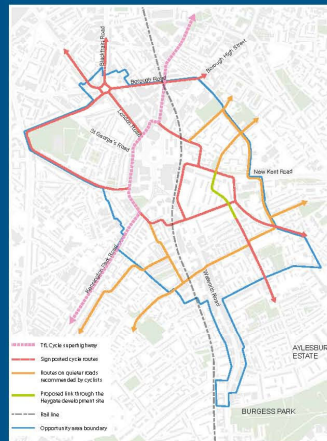 Blackfriars Road
Borough High Street
Borough Road
London Road
St George's Road
New Kent Road
Kennington Park Road
Walworth Road
TfL Cycle superhighway
Sign posted cycle routes
Routes on quieter roads
recommended by cyclists
Proposed link through the
Heygate development site
Rail line
Opportunity area boundary
AYLESBURY
ESTATE
BURGESS PARK